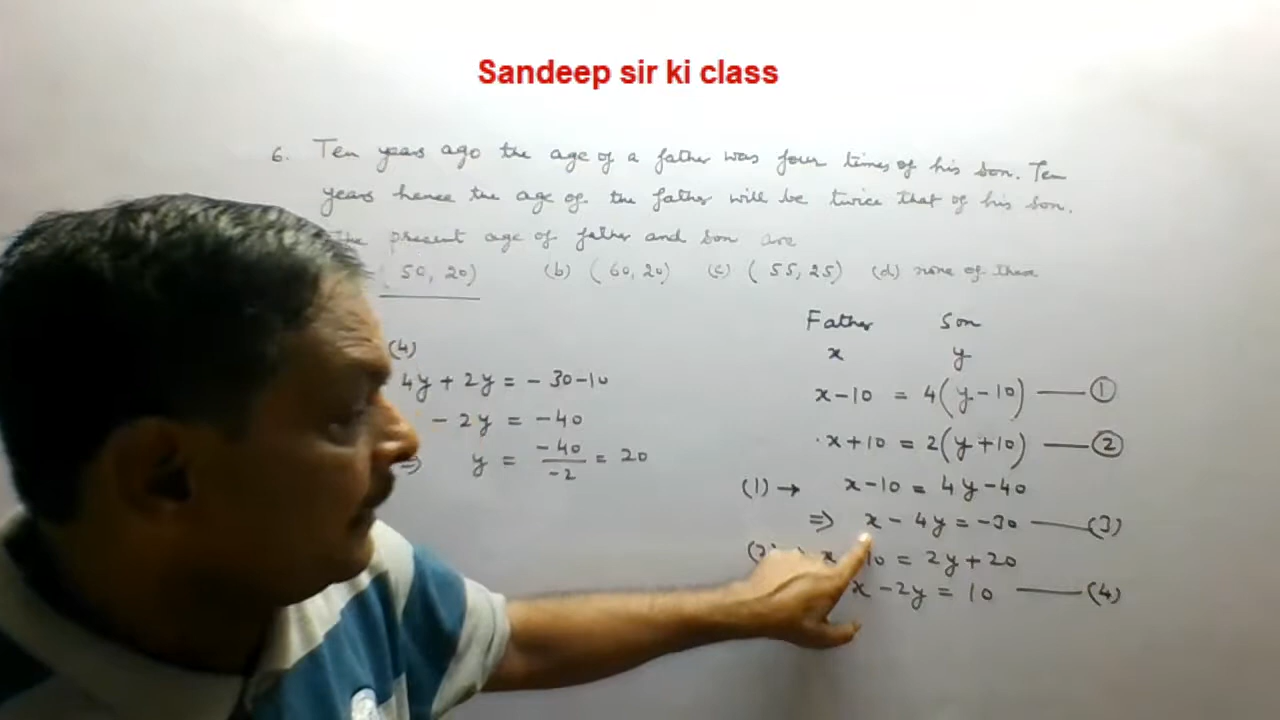 Sandeep sir ki class
6. Ten years ago the age of a father was four times of his son. Ten
years hence the age of the father will be twice that of his son.
present age of father and son are
(50, 20) (b) (60, 20) (c) (55, 25) (d) none of these
Father Son
x y
x-10 = 4(y-10) — ①
x+10 = 2(y+10) — ②
(1) → x-10 = 4y-40
⇒ x - 4y = -30 — (3)
10 = 2y+20
x - 2y = 10 — (4)
(4)
4y + 2y = -30-10
- 2y = -40
⇒ y = -40/-2 = 20